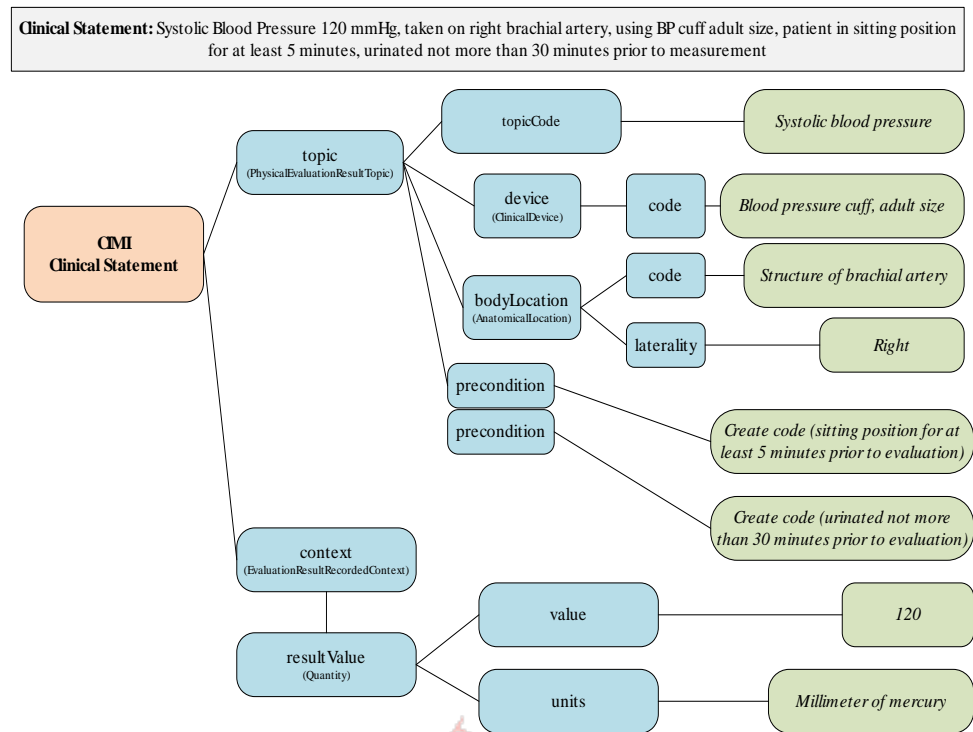 Clinical Statement: Systolic Blood Pressure 120 mmHg, taken on right brachial artery, using BP cuff adult size, patient in sitting position
for at least 5 minutes, urinated not more than 30 minutes prior to measurement
topicCode
Systolic blood pressure
topic
(PhysicalEvaluationResultTopic)
device
(ClinicalDevice)
code
Blood pressure cuff, adult size
CIMI
Clinical Statement
code
Structure of brachial artery
bodyLocation
(AnatomicalLocation)
laterality
Right
precondition
precondition
Create code (sitting position for at
least 5 minutes prior to evaluation)
Create code (urinated not more
than 30 minutes prior to evaluation)
context
(EvaluationResultRecordedContext)
value
120
resultValue
(Quantity)
units
Millimeter of mercury